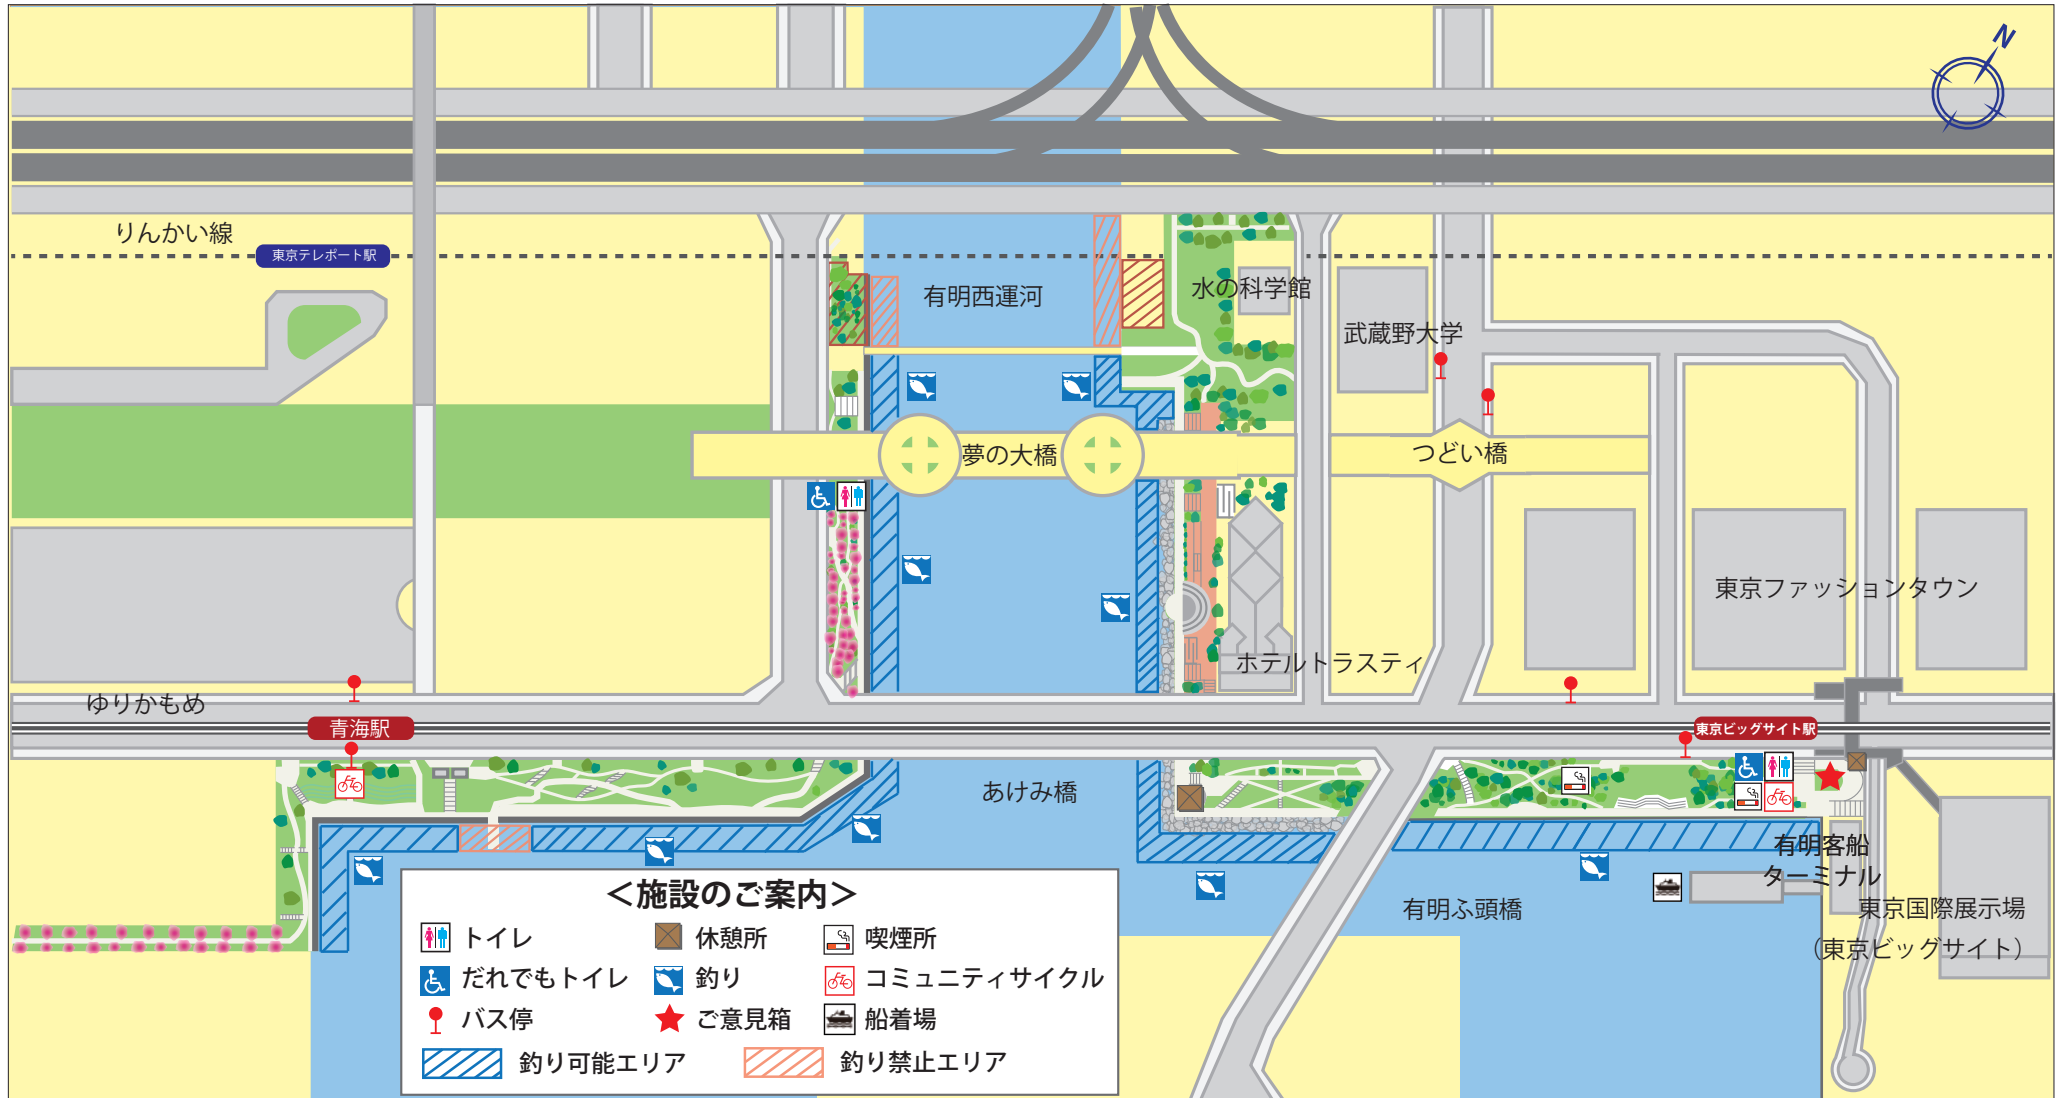 N
りんかい線
東京テレポート駅
有明西運河
水の科学館
武蔵野大学
夢の大橋
つどい橋
東京ファッションタウン
ホテルトラスティ
ゆりかもめ
青海駅
東京ビッグサイト駅
あけみ橋
有明客船
ターミナル
有明ふ頭橋
東京国際展示場
（東京ビッグサイト）
＜施設のご案内＞
トイレ
休憩所
喫煙所
だれでもトイレ
釣り
コミュニティサイクル
バス停
ご意見箱
船着場
釣り可能エリア
釣り禁止エリア